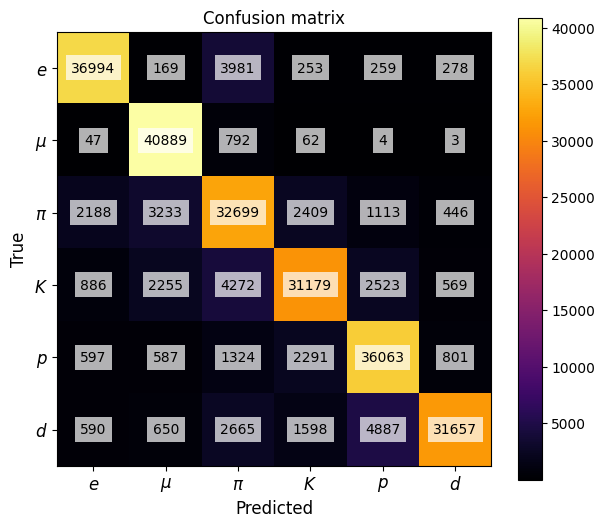 Confusion matrix
e 36994 169 3981 253 259 278
μ 47 40889 792 62 4 3
π 2188 3233 32699 2409 1113 446
K 886 2255 4272 31179 2523 569
p 597 587 1324 2291 36063 801
d 590 650 2665 1598 4887 31657
e μ π K p d
True
Predicted
40000
35000
30000
25000
20000
15000
10000
5000